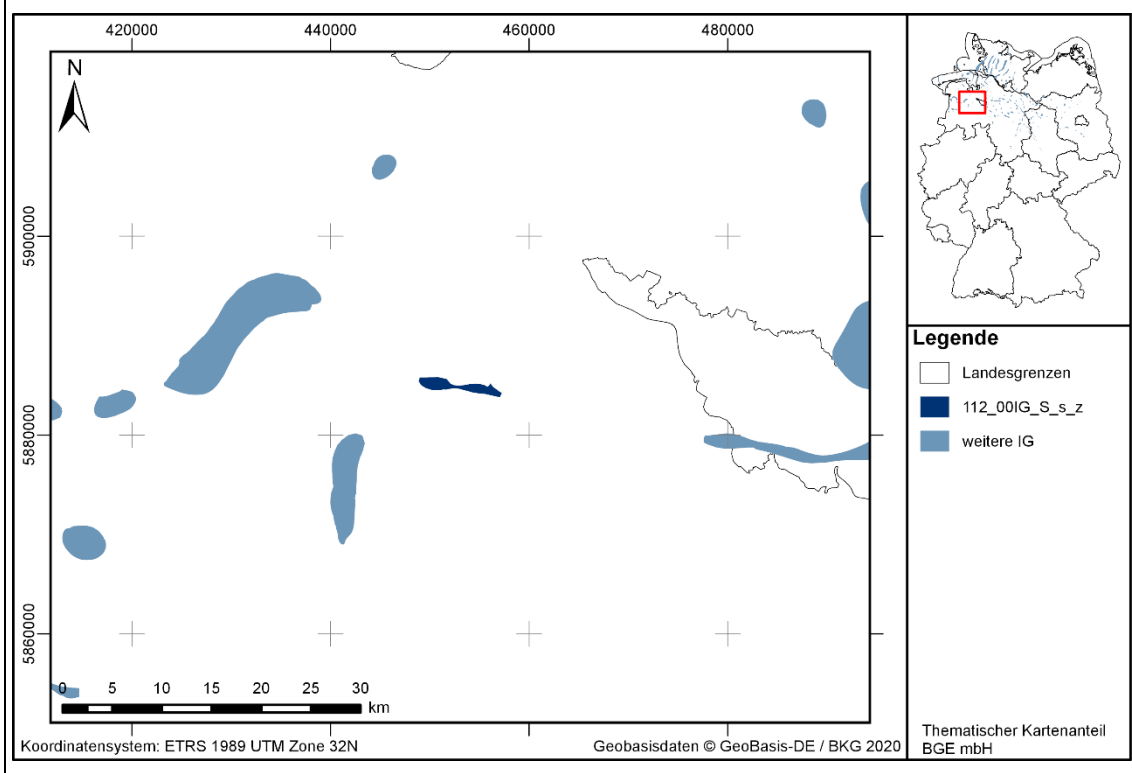 420000 440000 460000 480000
N
5900000
5880000
5860000
0 5 10 15 20 25 30
km
Koordinatensystem: ETRS 1989 UTM Zone 32N
Geobasisdaten © GeoBasis-DE / BKG 2020
Legende
Landesgrenzen
112_00IG_S_s_z
weitere IG
Thematischer Kartenanteil
BGE mbH